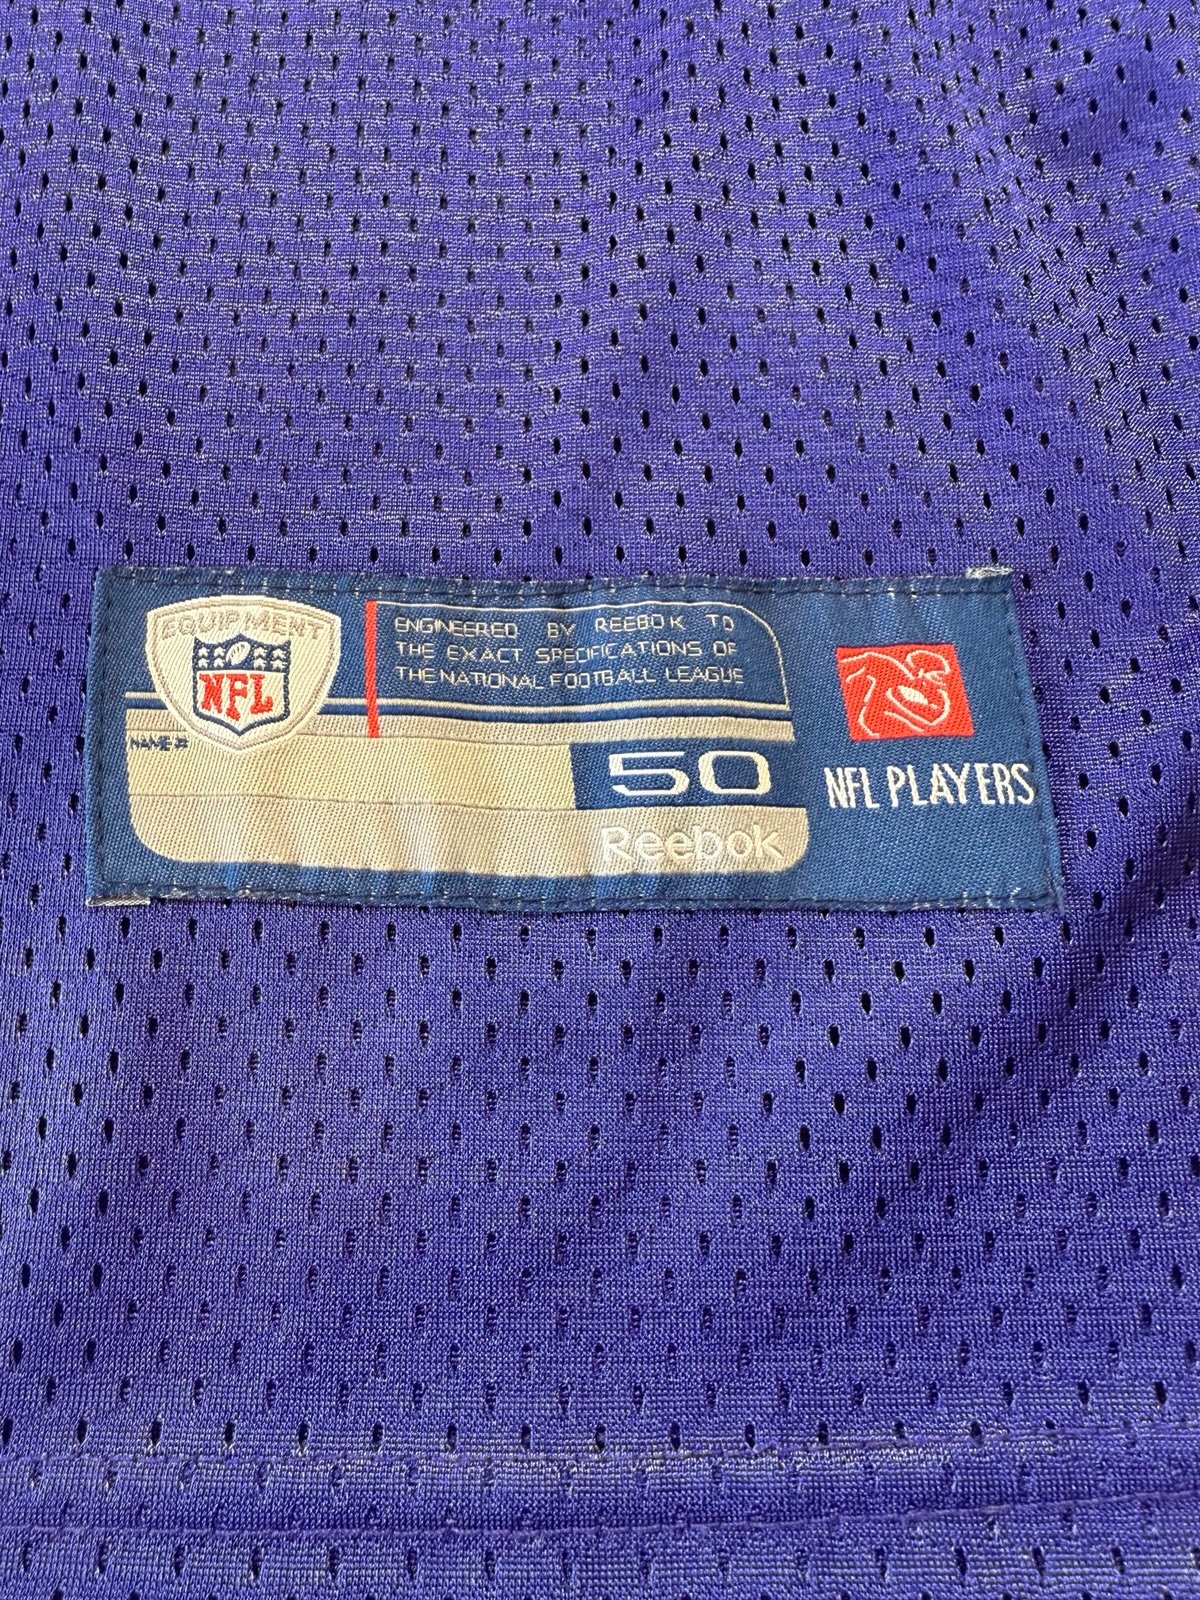 EQUIPMENT
NFL
ENGINEERED BY REEBOK TO
THE EXACT SPECIFICATIONS OF
THE NATIONAL FOOTBALL LEAGUE
NAME #
50
Reebok
NFL PLAYERS